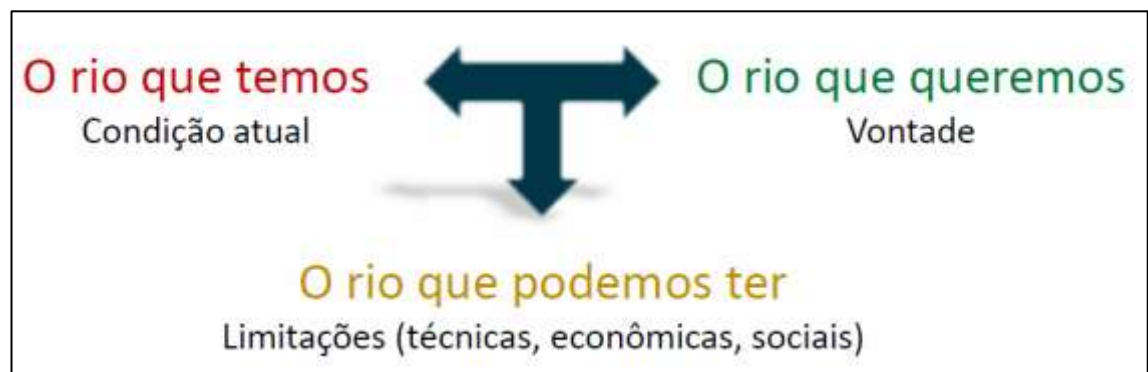 O rio que temos
Condição atual
O rio que queremos
Vontade
O rio que podemos ter
Limitações (técnicas, econômicas, sociais)